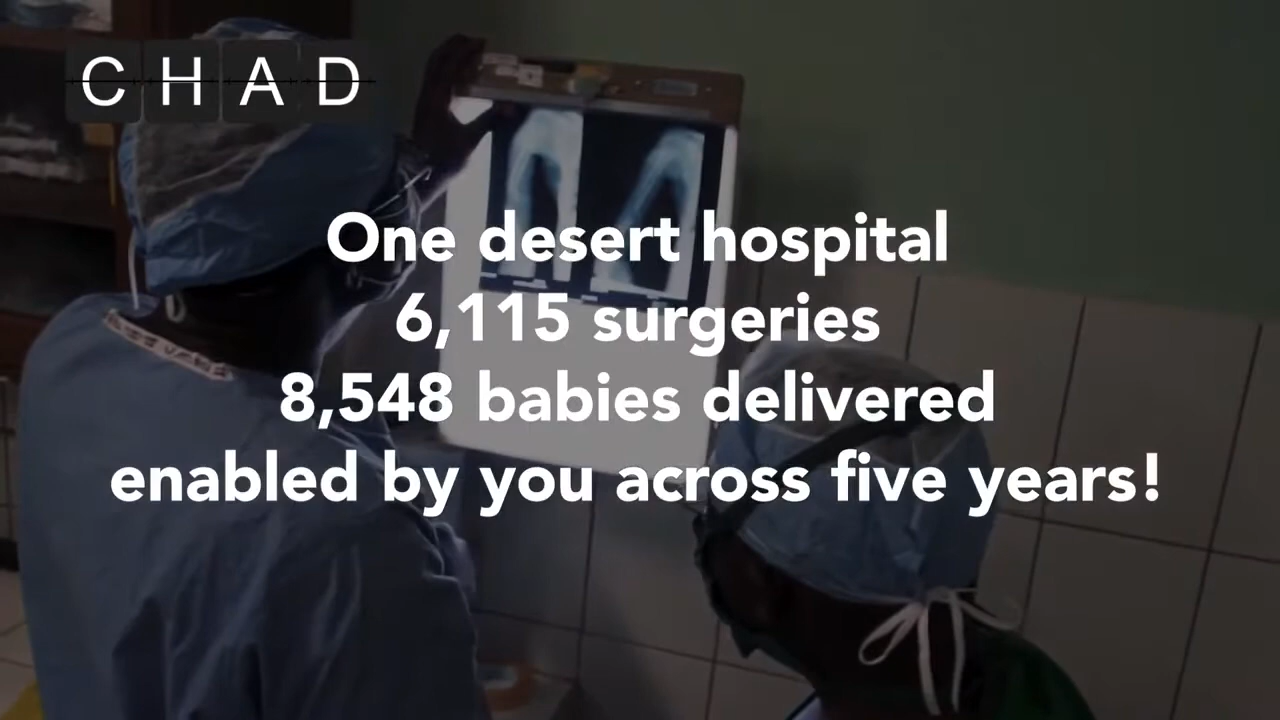 CHAD
One desert hospital
6,115 surgeries
8,548 babies delivered
enabled by you across five years!